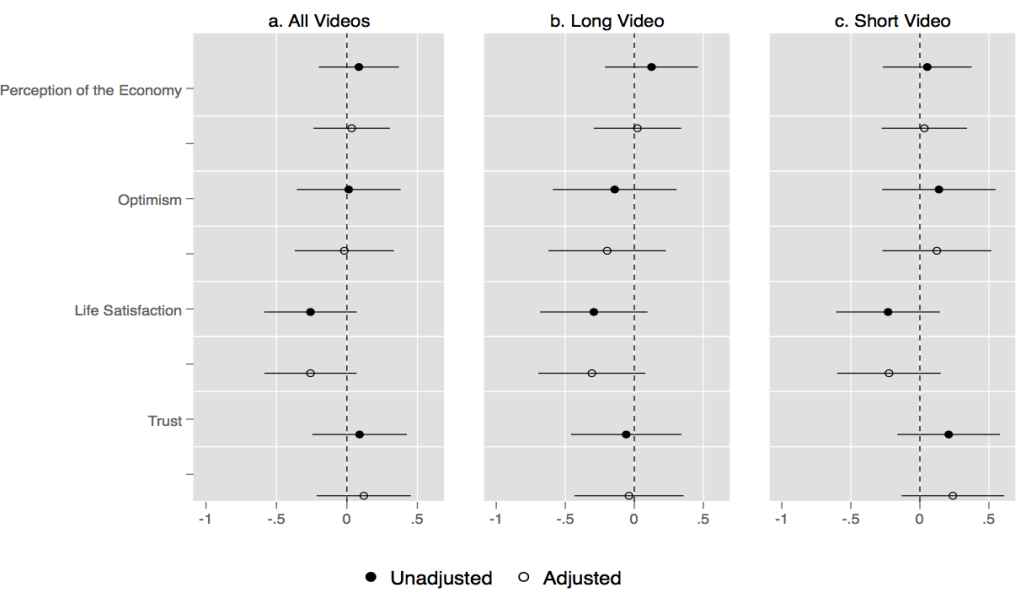 a. All Videos
b. Long Video
c. Short Video
Perception of the Economy
Optimism
Life Satisfaction
Trust
-1 -.5 0 .5
-1 -.5 0 .5
-1 -.5 0 .5
Unadjusted
Adjusted